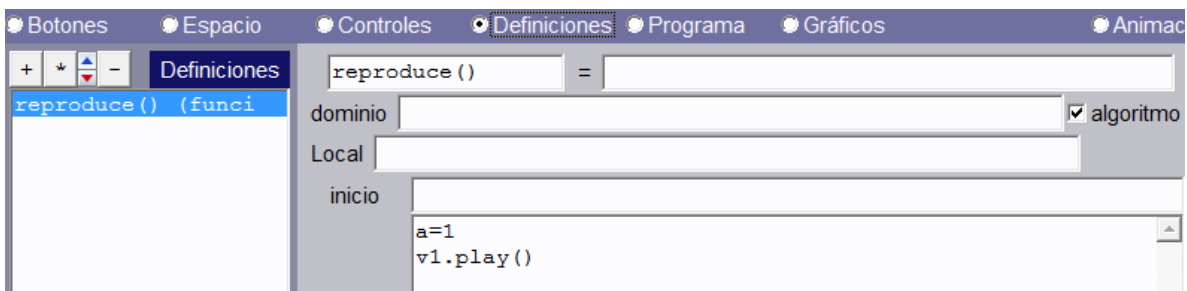 Botones Espacio Controles Definiciones Programa Gráficos Animac
+ * - Definiciones reproduce() =
reproduce() (funci
dominio algoritmo
Local
inicio
a=1
v1.play()